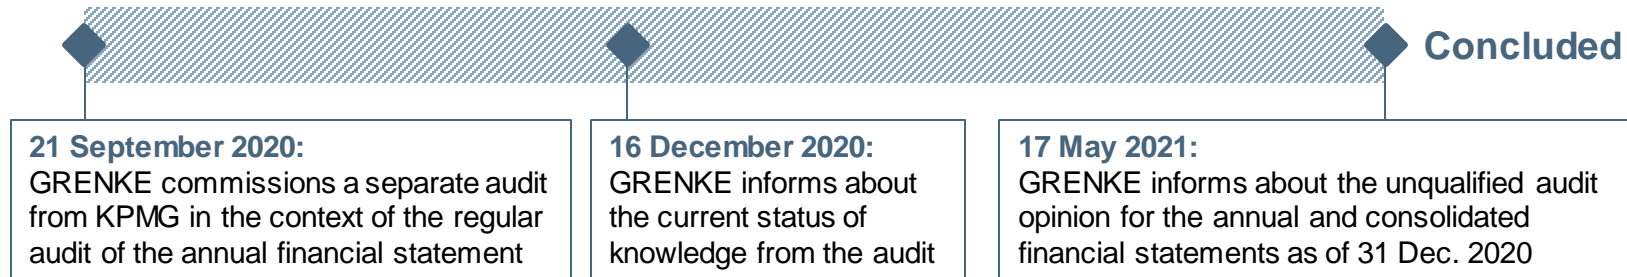 Concluded
21 September 2020:
GRENKE commissions a separate audit
from KPMG in the context of the regular
audit of the annual financial statement
16 December 2020:
GRENKE informs about
the current status of
knowledge from the audit
17 May 2021:
GRENKE informs about the unqualified audit
opinion for the annual and consolidated
financial statements as of 31 Dec. 2020